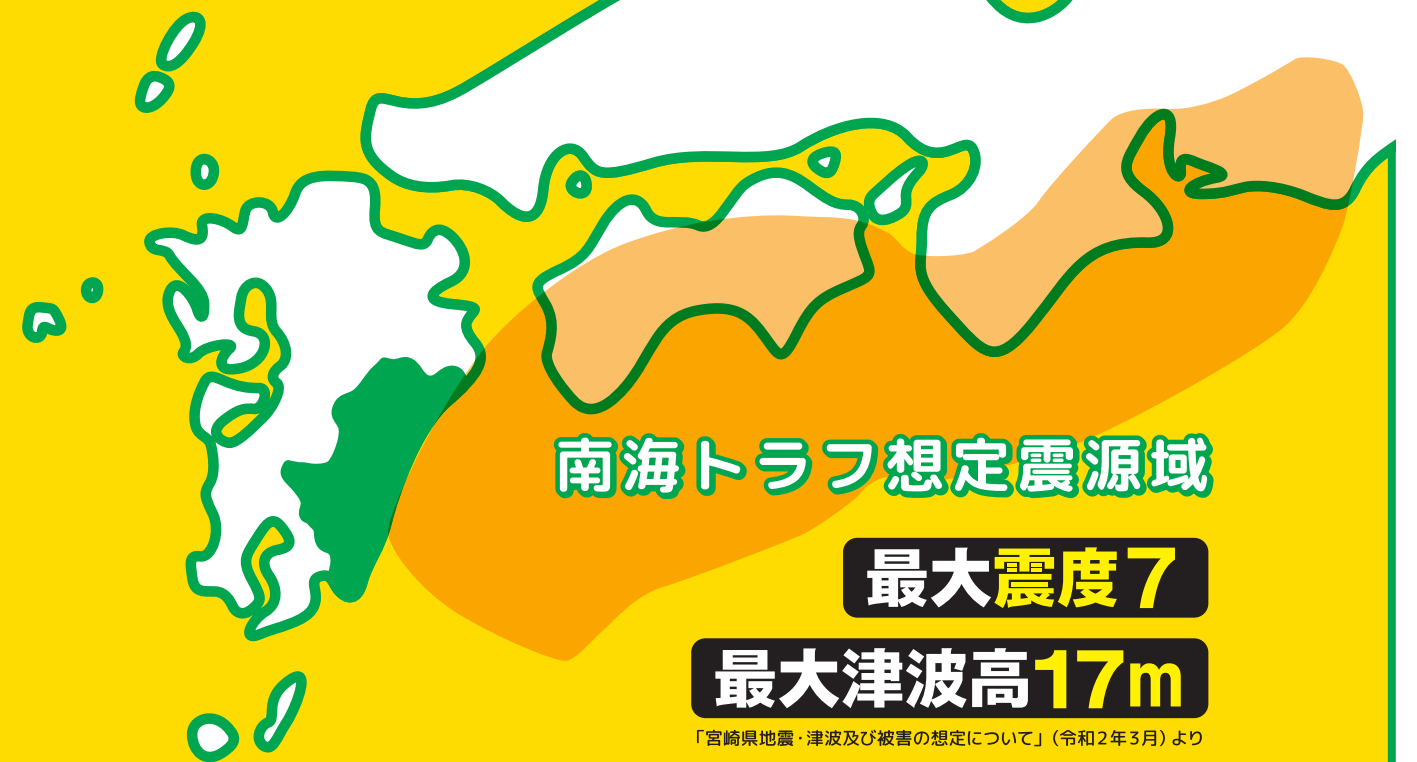 南海トラフ想定震源域
最大震度7
最大津波高17m
「宮崎県地震・津波及び被害の想定について」(令和2年3月)より